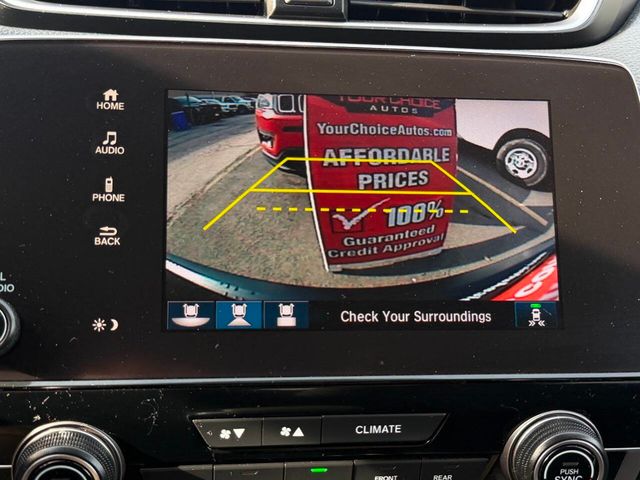 HOME
AUDIO
PHONE
BACK
YOUR CHOICE
AUTOS
YourChoiceAutos.com
AFFORDABLE
PRICES
100%
Guaranteed
Credit Approval
Check Your Surroundings
CLIMATE
FRONT
REAR
PUSH
SYNC